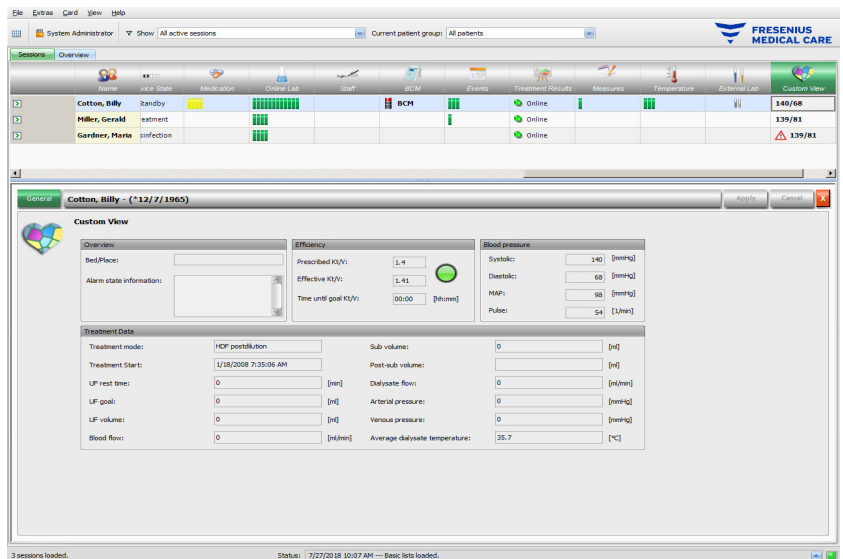 File Extras Card View Help
System Administrator Show All active sessions Current patient group: All patients
FRESENIUS
MEDICAL CARE
Sessions Overview
Name vice State Medication Online Lab Staff BCM Events Treatment Results Measures Temperature External Lab Custom View
Cotton, Billy Standby BCM Online 140/68
Miller, Gerald eatment Online 139/81
Gardner, Maria sinfection Online 139/81
General Cotton, Billy - (*12/7/1965) Apply Cancel X
Custom View
Overview Efficiency Blood pressure
Bed/Place: Prescribed Kt/V: 1.4 Systolic: 140 [mmHg]
Alarm state information: Effective Kt/V: 1.41 Diastolic: 68 [mmHg]
Time until goal Kt/V: 00:00 [hh:mm] MAP: 98 [mmHg]
Pulse: 54 [1/min]
Treatment Data
Treatment mode: HDF postdilution Sub volume: 0 [ml]
Treatment Start: 1/18/2008 7:35:06 AM Post-sub volume: [ml]
UF rest time: 0 [min] Dialysate flow: 0 [ml/min]
UF goal: 0 [ml] Arterial pressure: 0 [mmHg]
UF volume: 0 [ml] Venous pressure: 0 [mmHg]
Blood flow: 0 [ml/min] Average dialysate temperature: 35.7 [°C]
3 sessions loaded. Status: 7/27/2018 10:07 AM --- Basic lists loaded.